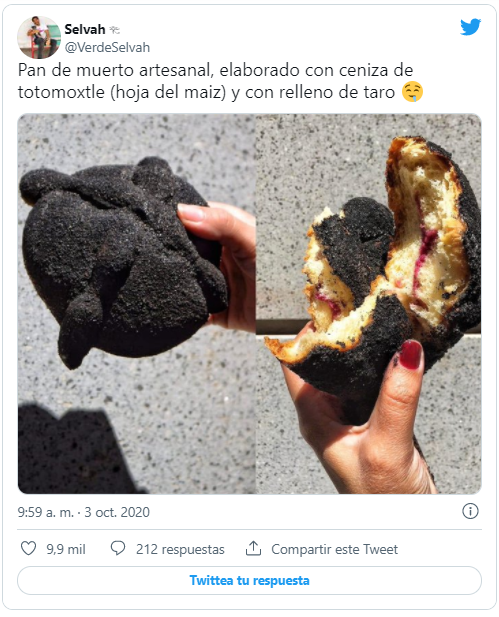 Selvah
@VerdeSelvah
Pan de muerto artesanal, elaborado con ceniza de
totomoxtle (hoja del maiz) y con relleno de taro 🤤
9:59 a. m. · 3 oct. 2020
9,9 mil 212 respuestas Compartir este Tweet
Twittea tu respuesta